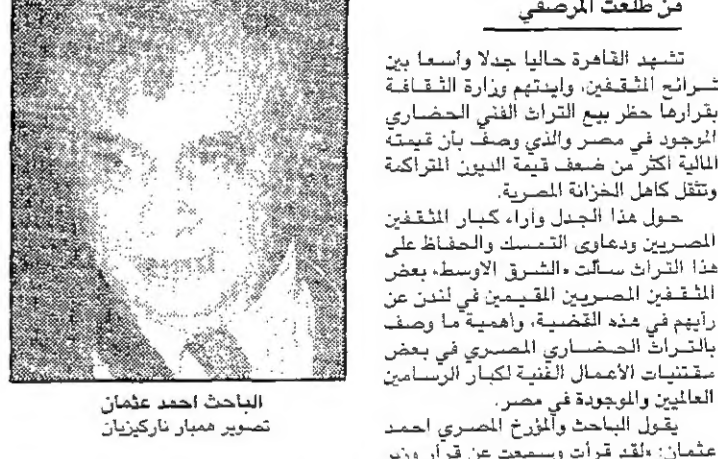 من طلعت المرصفي
تشهد القاهرة حاليا جدلا واسعا بين
شرائح المثقفين، وايدتهم وزارة الثقافة
بقرارها حظر بيع التراث الفني الحضاري
الموجود في مصر والذي وصف بأن قيمته
المالية اكثر من ضعف قيمة الديون المتراكمة
وتثقل كاهل الخزانة المصرية.
حول هذا الجدل وآراء كبار المثقفين
المصريين ودعاوى التمسك والحفاظ على
هذا التراث سألت «الشرق الاوسط» بعض
المثقفين المصريين المقيمين في لندن عن
رأيهم في هذه القضية، وأهمية ما وصف
بالتراث الحضاري المصري في بعض
مقتنيات الأعمال الفنية لكبار الرسامين
العالميين والموجودة في مصر.
يقول الباحث والمؤرخ المصري احمد
عثمان: «لقد قرأت وسمعت عن قرار وزير
الباحث احمد عثمان
تصوير همبار ناركيزيان